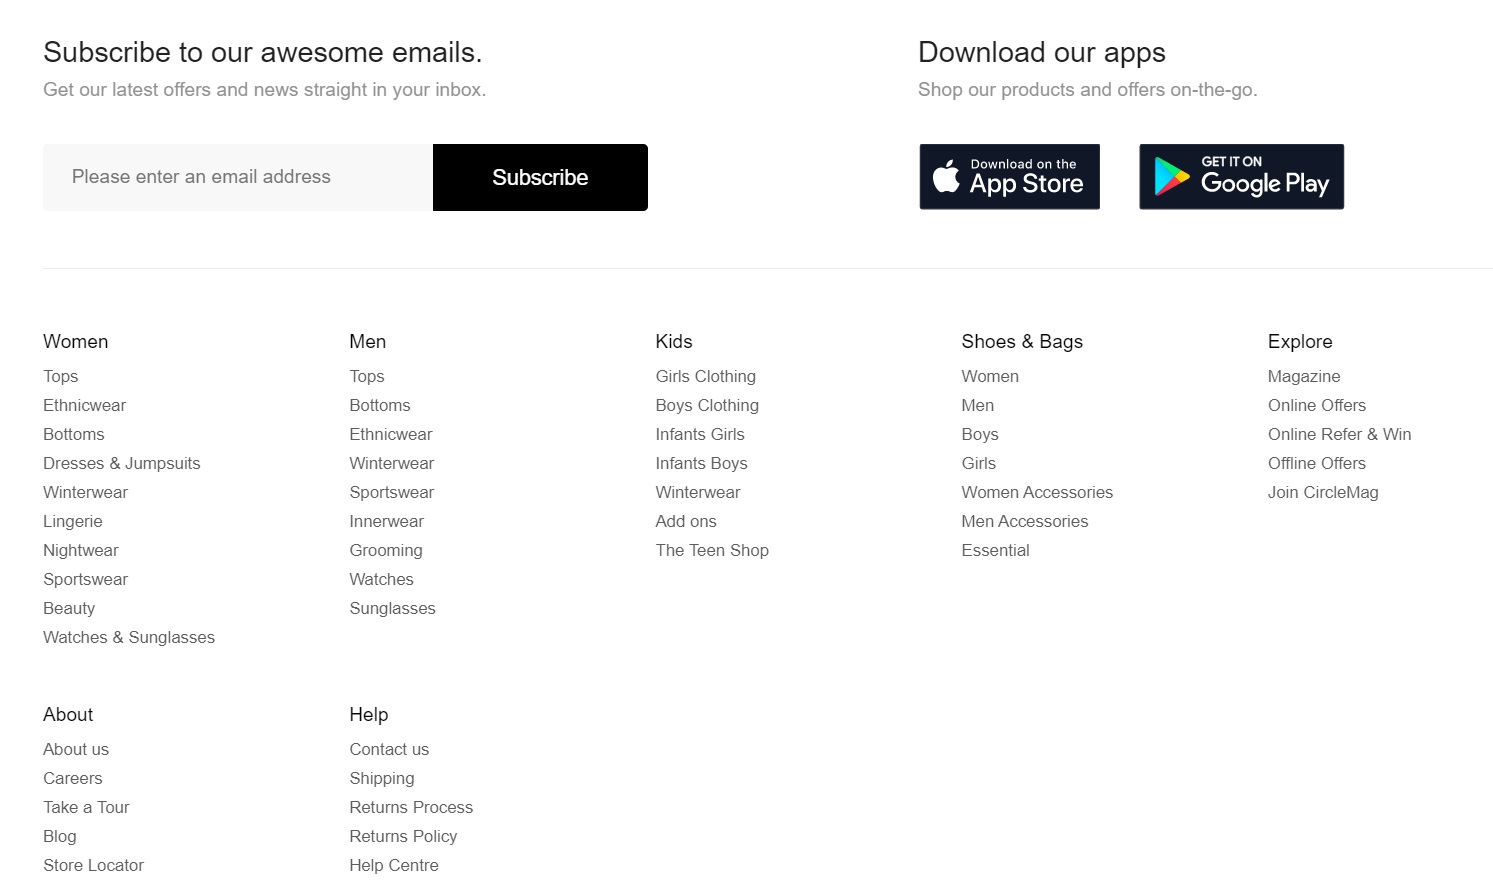 Subscribe to our awesome emails.
Get our latest offers and news straight in your inbox.
Please enter an email address
Subscribe
Download our apps
Shop our products and offers on-the-go.
Download on the
App Store
GET IT ON
Google Play
Women
Tops
Ethnicwear
Bottoms
Dresses & Jumpsuits
Winterwear
Lingerie
Nightwear
Sportswear
Beauty
Watches & Sunglasses
Men
Tops
Bottoms
Ethnicwear
Winterwear
Sportswear
Innerwear
Grooming
Watches
Sunglasses
Kids
Girls Clothing
Boys Clothing
Infants Girls
Infants Boys
Winterwear
Add ons
The Teen Shop
Shoes & Bags
Women
Men
Boys
Girls
Women Accessories
Men Accessories
Essential
Explore
Magazine
Online Offers
Online Refer & Win
Offline Offers
Join CircleMag
About
About us
Careers
Take a Tour
Blog
Store Locator
Help
Contact us
Shipping
Returns Process
Returns Policy
Help Centre